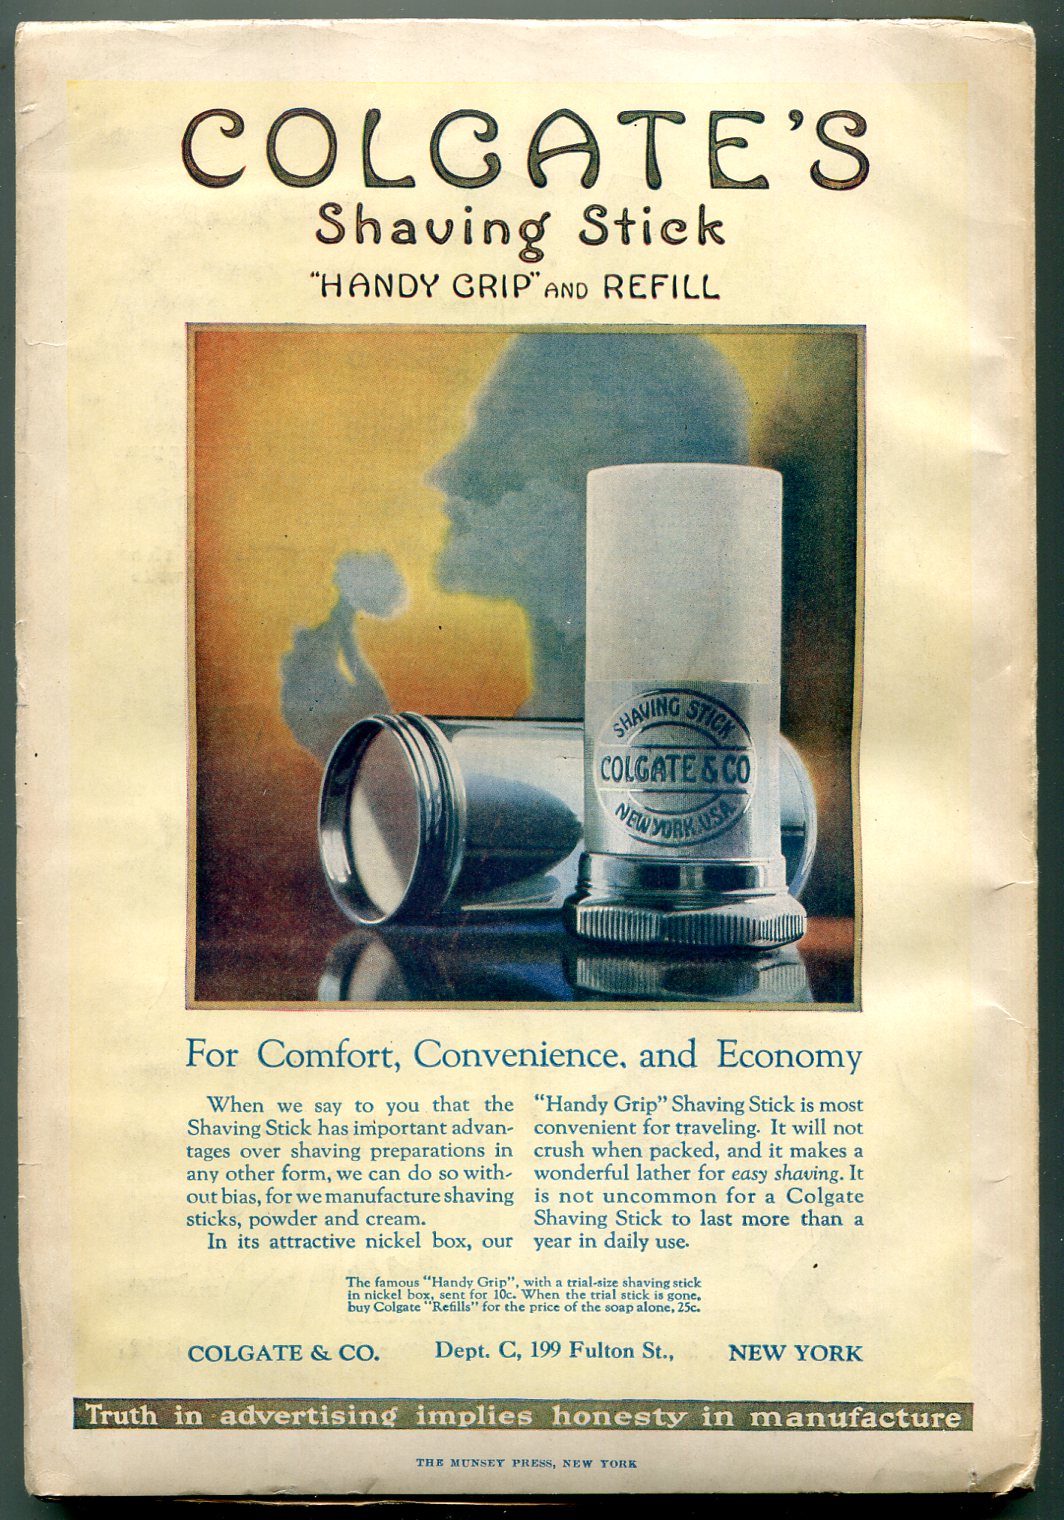 COLGATE'S
Shaving Stick
"HANDY GRIP" AND REFILL
SHAVING STICK
COLGATE & CO
NEW YORK. U.S.A.
For Comfort, Convenience, and Economy
When we say to you that the
Shaving Stick has important advan-
tages over shaving preparations in
any other form, we can do so with-
out bias, for we manufacture shaving
sticks, powder and cream.
In its attractive nickel box, our
"Handy Grip" Shaving Stick is most
convenient for traveling. It will not
crush when packed, and it makes a
wonderful lather for easy shaving. It
is not uncommon for a Colgate
Shaving Stick to last more than a
year in daily use.
The famous "Handy Grip", with a trial-size shaving stick
in nickel box, sent for 10c. When the trial stick is gone,
buy Colgate "Refills" for the price of the soap alone, 25c.
COLGATE & CO. Dept. C, 199 Fulton St., NEW YORK
Truth in advertising implies honesty in manufacture
THE MUNSEY PRESS, NEW YORK